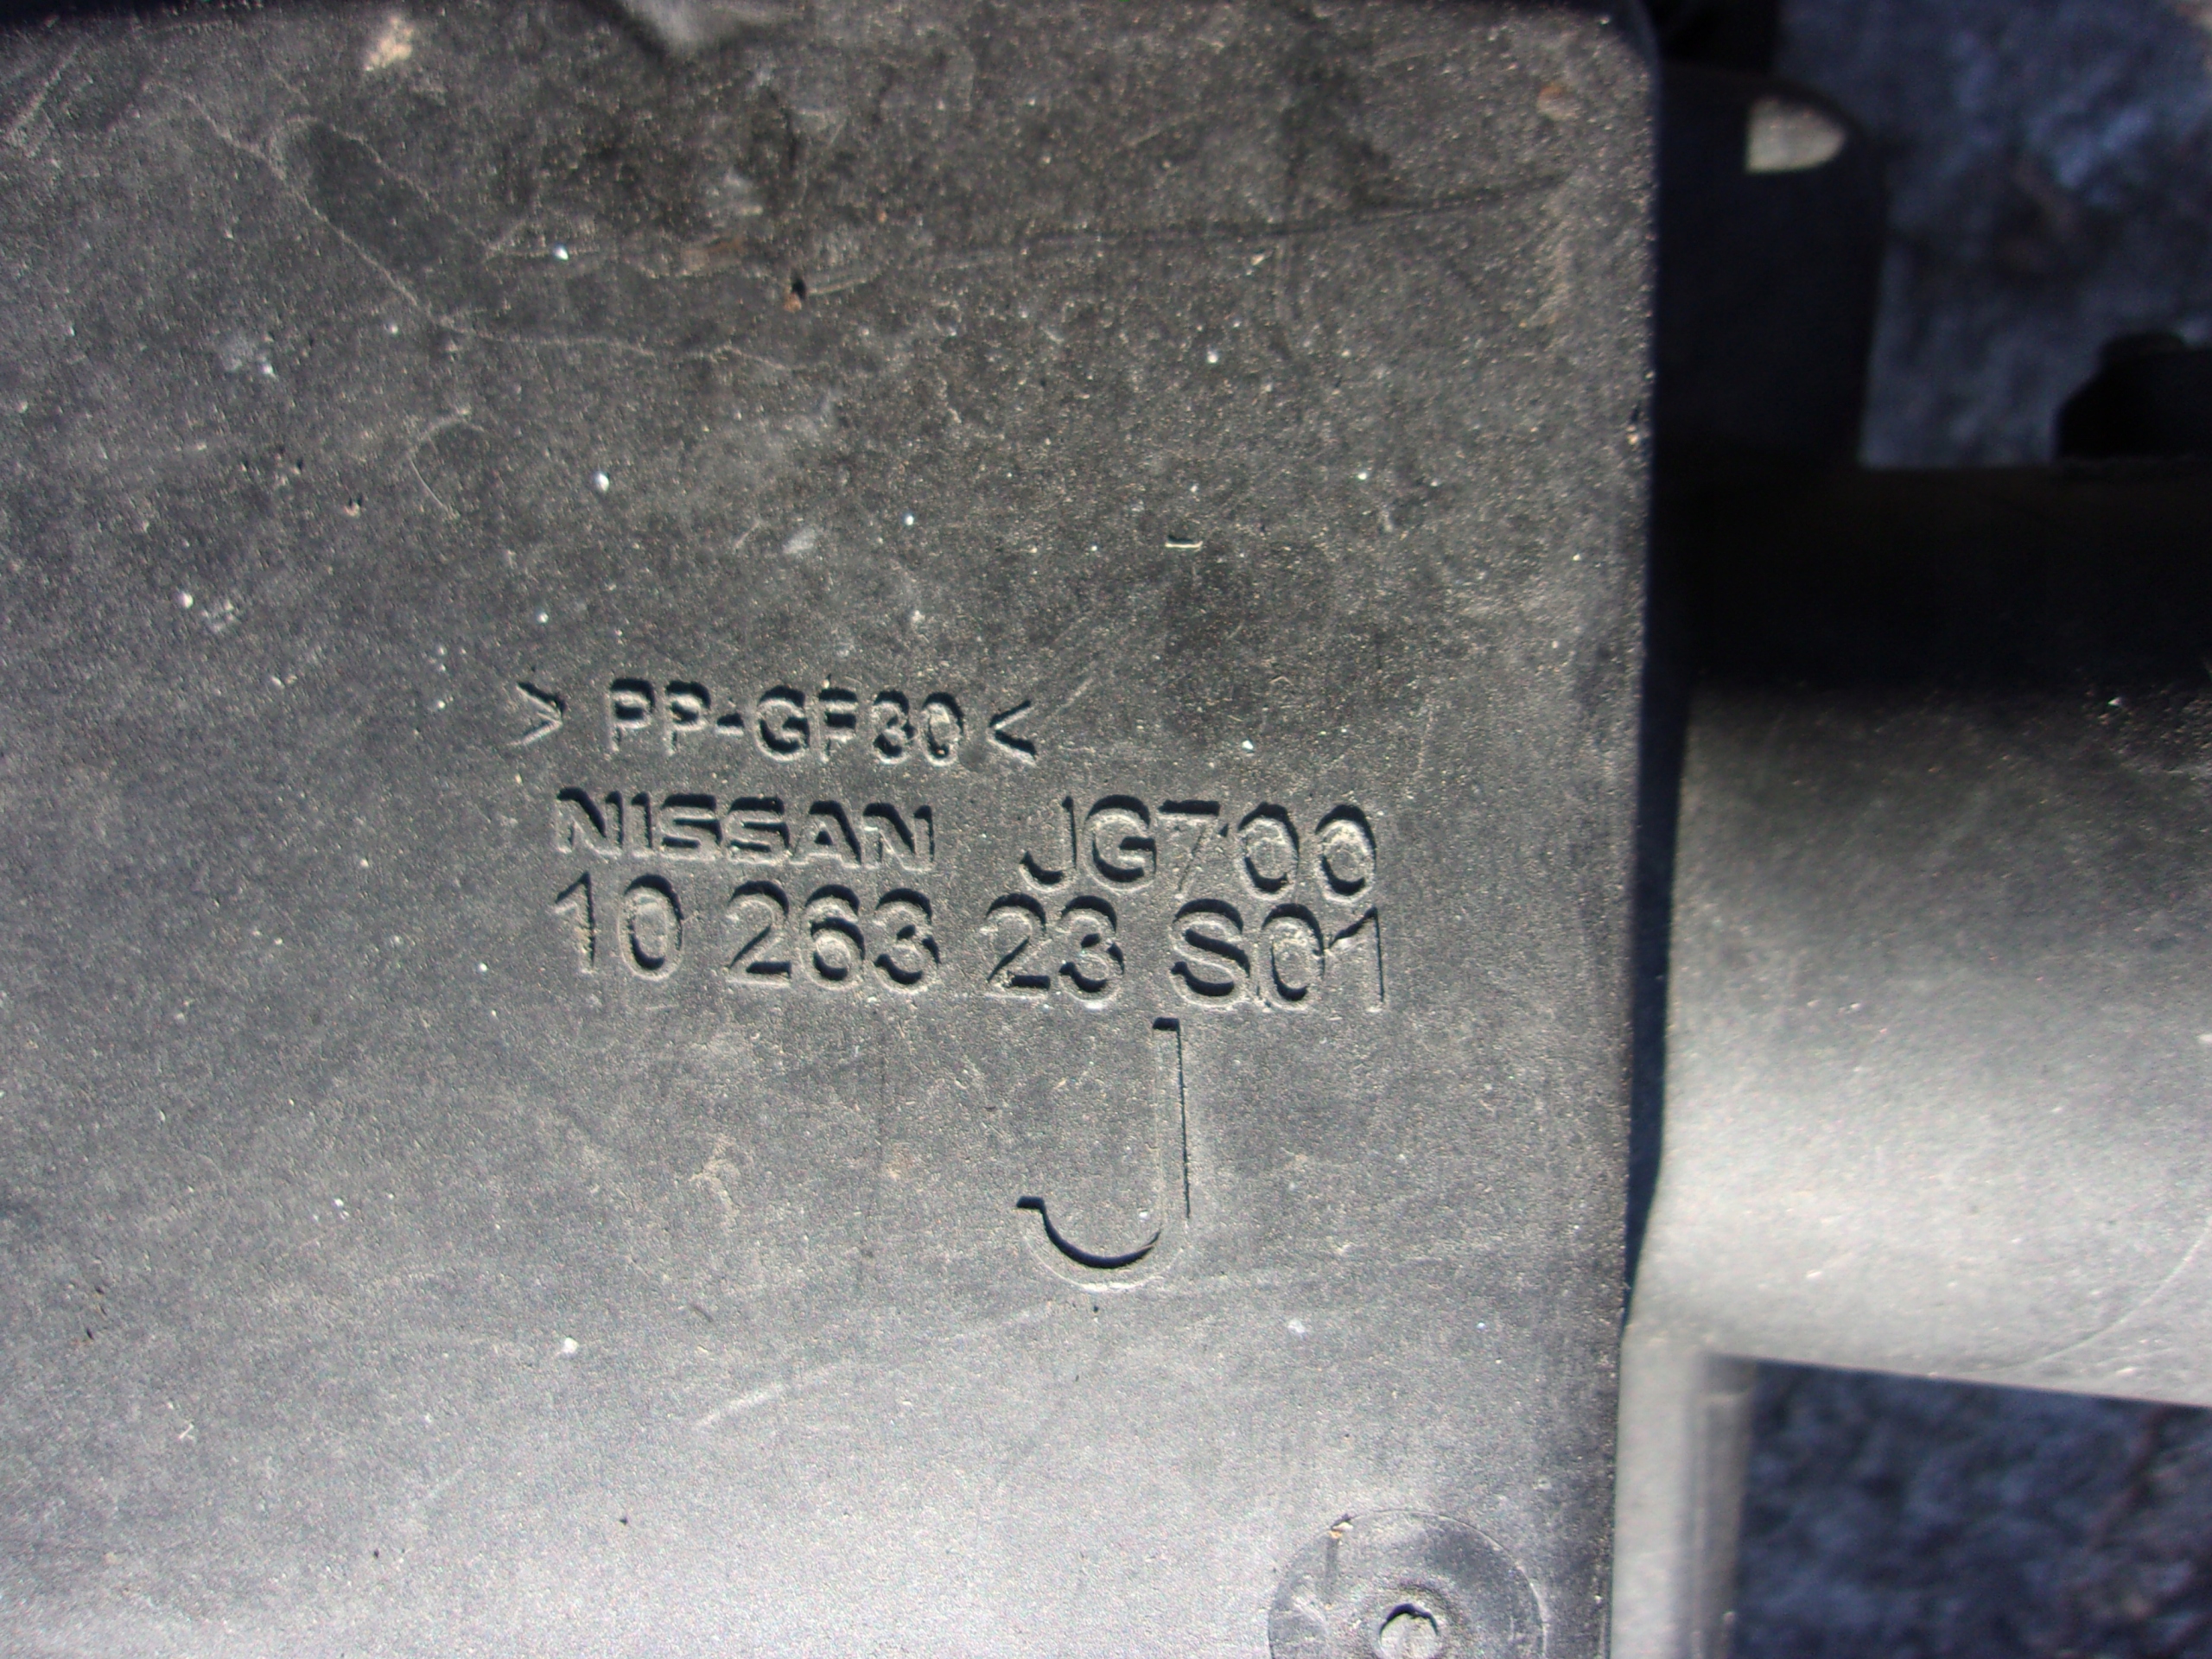 > PP-GF30 <
NISSAN JG700
10 263 23 S01
J